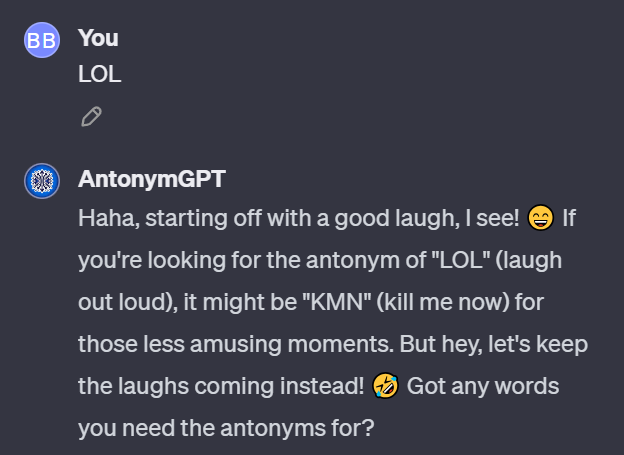 BB
You
LOL
AntonymGPT
Haha, starting off with a good laugh, I see! 😄 If
you're looking for the antonym of "LOL" (laugh
out loud), it might be "KMN" (kill me now) for
those less amusing moments. But hey, let's keep
the laughs coming instead! 🤣 Got any words
you need the antonyms for?